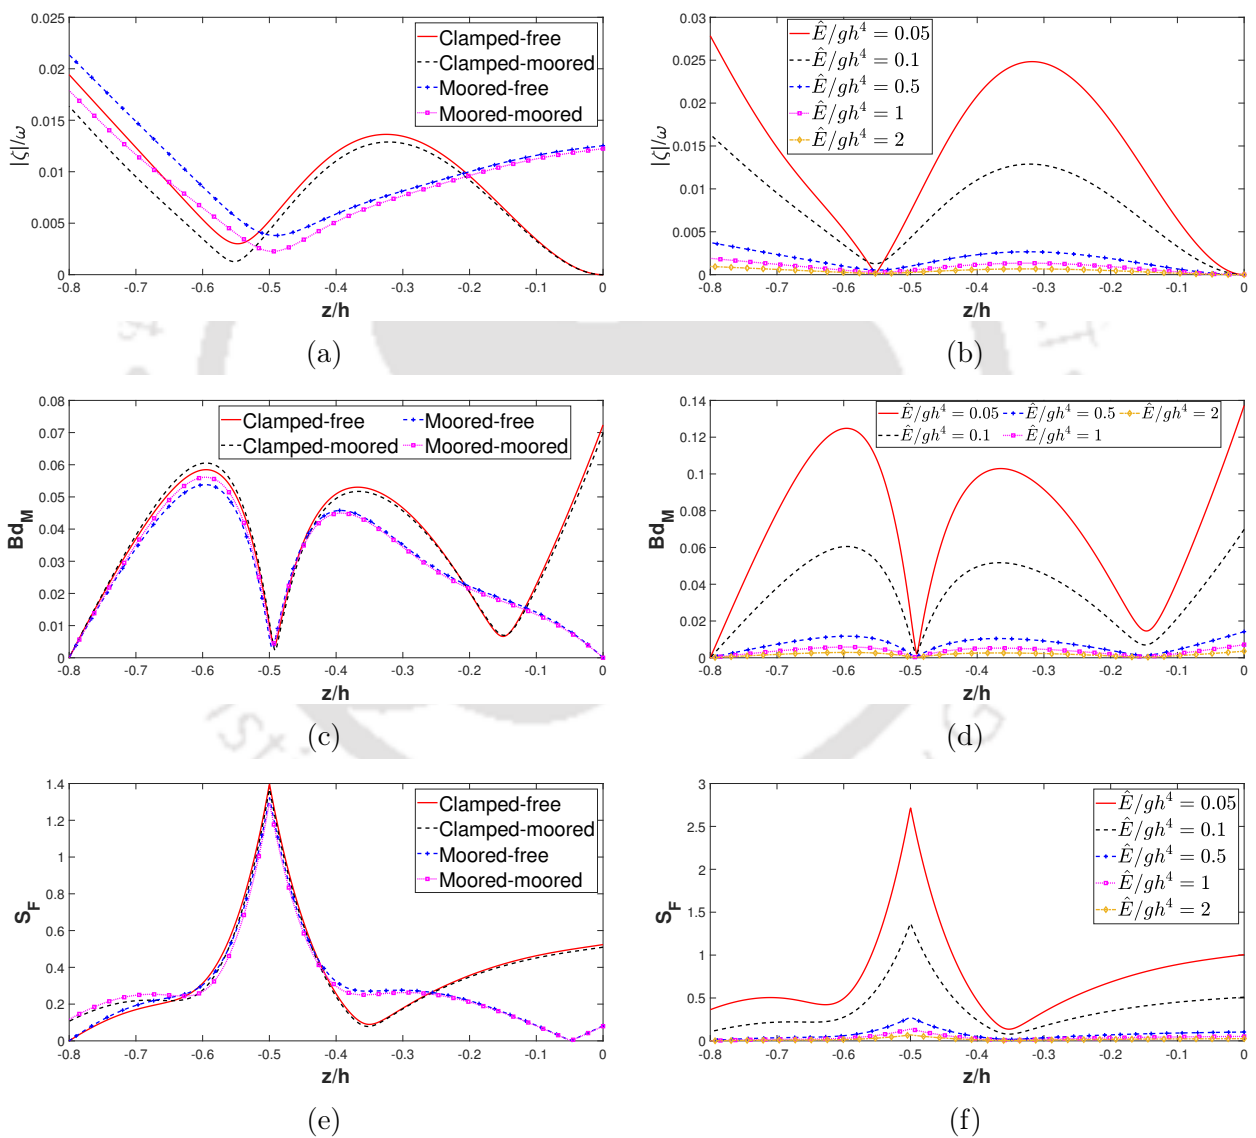 0.025
0.02
0.015
0.01
0.005
0
|ζ|/ω
Clamped-free
Clamped-moored
Moored-free
Moored-moored
-0.8 -0.7 -0.6 -0.5 -0.4 -0.3 -0.2 -0.1 0
z/h
(a)
0.03
0.025
0.02
0.015
0.01
0.005
0
|ζ|/ω
Ê/gh⁴ = 0.05
Ê/gh⁴ = 0.1
Ê/gh⁴ = 0.5
Ê/gh⁴ = 1
Ê/gh⁴ = 2
-0.8 -0.7 -0.6 -0.5 -0.4 -0.3 -0.2 -0.1 0
z/h
(b)
0.08
0.07
0.06
0.05
0.04
0.03
0.02
0.01
0
Bd_M
Clamped-free Moored-free
Clamped-moored Moored-moored
-0.8 -0.7 -0.6 -0.5 -0.4 -0.3 -0.2 -0.1 0
z/h
(c)
0.14
0.12
0.1
0.08
0.06
0.04
0.02
0
Bd_M
Ê/gh⁴ = 0.05 Ê/gh⁴ = 0.5 Ê/gh⁴ = 2
Ê/gh⁴ = 0.1 Ê/gh⁴ = 1
-0.8 -0.7 -0.6 -0.5 -0.4 -0.3 -0.2 -0.1 0
z/h
(d)
1.4
1.2
1
0.8
0.6
0.4
0.2
0
S_F
Clamped-free
Clamped-moored
Moored-free
Moored-moored
-0.8 -0.7 -0.6 -0.5 -0.4 -0.3 -0.2 -0.1 0
z/h
(e)
3
2.5
2
1.5
1
0.5
0
S_F
Ê/gh⁴ = 0.05
Ê/gh⁴ = 0.1
Ê/gh⁴ = 0.5
Ê/gh⁴ = 1
Ê/gh⁴ = 2
-0.8 -0.7 -0.6 -0.5 -0.4 -0.3 -0.2 -0.1 0
z/h
(f)